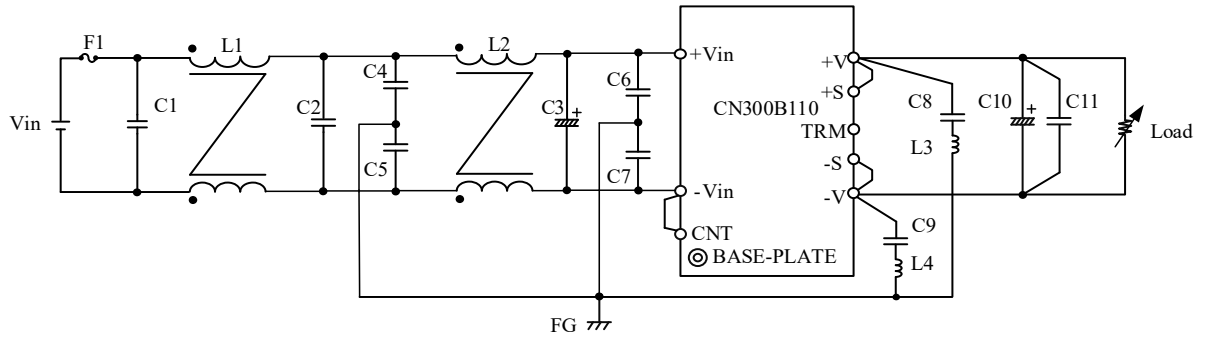 F1
L1
L2
C4
C6
+Vin
+V
+S
C1
C2
C3
+
CN300B110
C8
C10
+
C11
Vin
TRM
Load
L3
C5
C7
-S
-Vin
-V
C9
CNT
BASE-PLATE
L4
FG